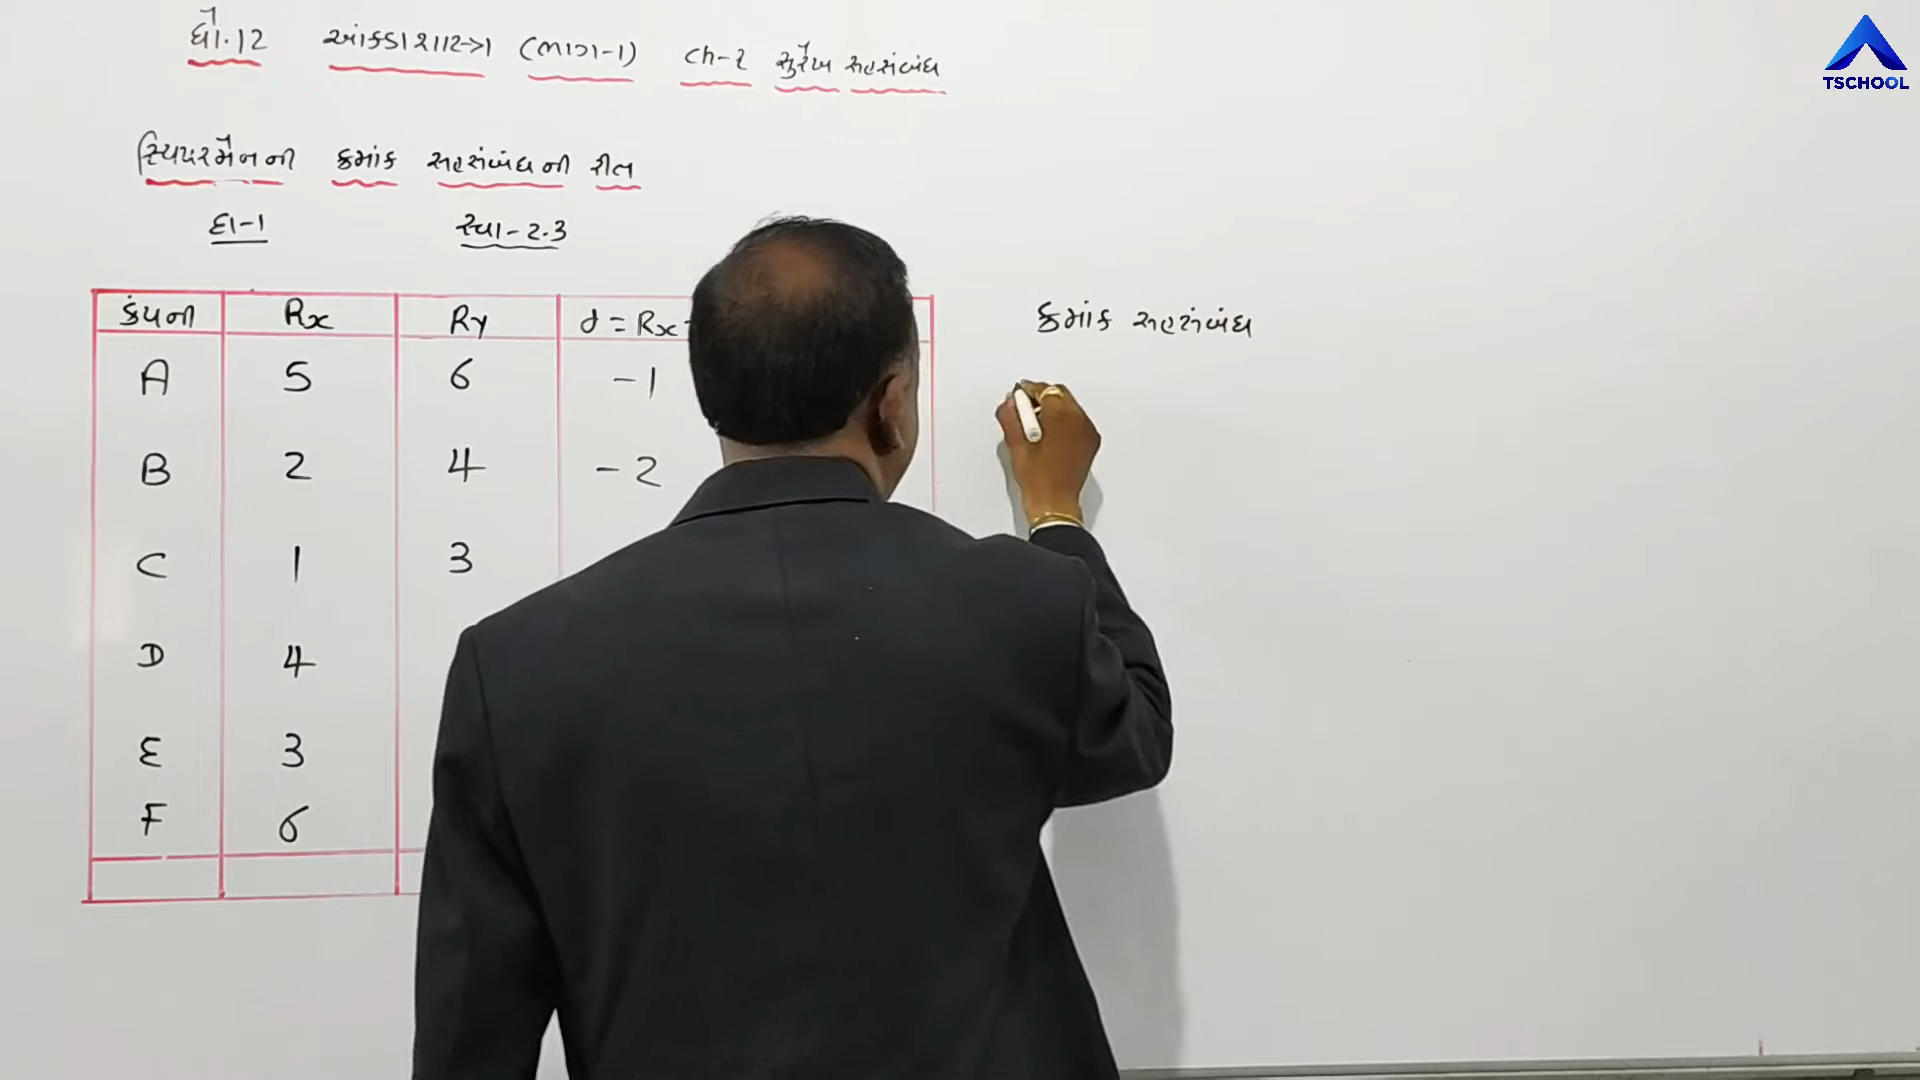 ધો.12 આંકડાશાસ્ત્ર (ભાગ-1) ch-2 સુરેખ સહસંબંધ
સ્પિયરમેનની ક્રમાંક સહસંબંધની રીત
દા-1 સ્વા-2.3
કંપની Rx Ry d = Rx-
A 5 6 -1
B 2 4 -2
C 1 3
D 4
E 3
F 6
ક્રમાંક સહસંબંધ
TSCHOOL